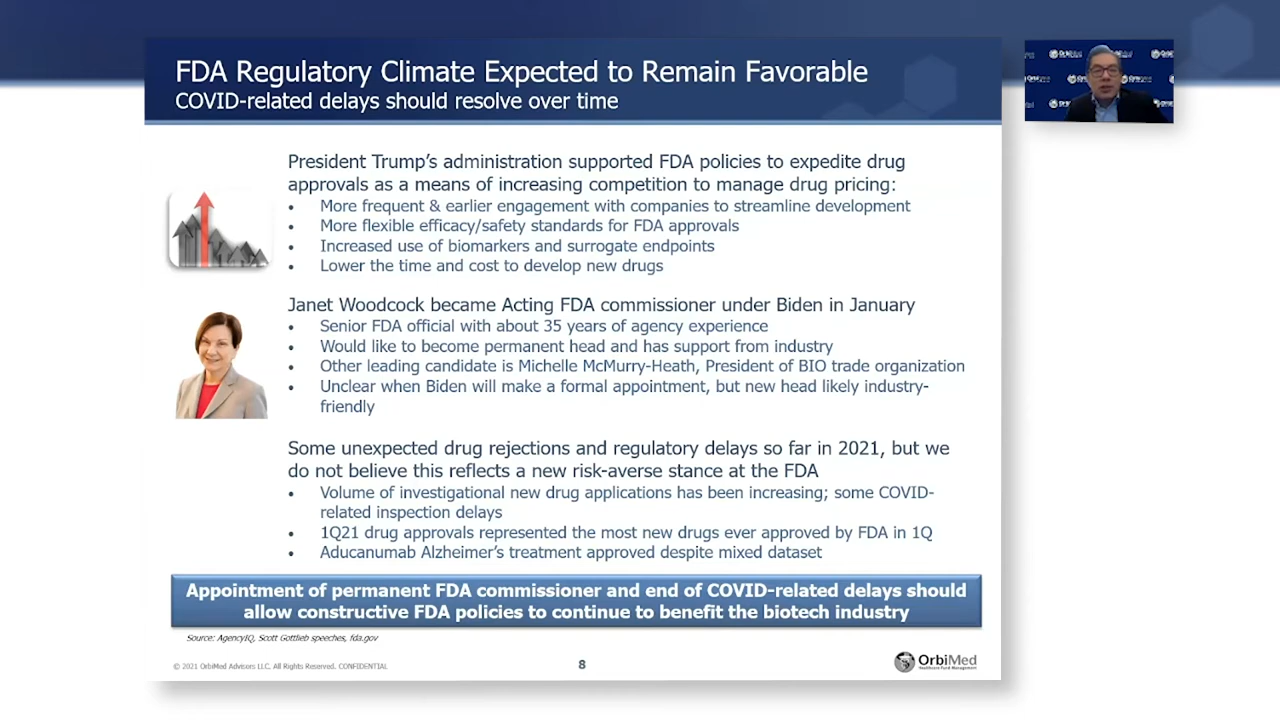 FDA Regulatory Climate Expected to Remain Favorable
COVID-related delays should resolve over time
President Trump's administration supported FDA policies to expedite drug
approvals as a means of increasing competition to manage drug pricing:
• More frequent & earlier engagement with companies to streamline development
• More flexible efficacy/safety standards for FDA approvals
• Increased use of biomarkers and surrogate endpoints
• Lower the time and cost to develop new drugs
Janet Woodcock became Acting FDA commissioner under Biden in January
• Senior FDA official with about 35 years of agency experience
• Would like to become permanent head and has support from industry
• Other leading candidate is Michelle McMurry-Heath, President of BIO trade organization
• Unclear when Biden will make a formal appointment, but new head likely industry-
friendly
Some unexpected drug rejections and regulatory delays so far in 2021, but we
do not believe this reflects a new risk-averse stance at the FDA
• Volume of investigational new drug applications has been increasing; some COVID-
related inspection delays
• 1Q21 drug approvals represented the most new drugs ever approved by FDA in 1Q
• Aducanumab Alzheimer's treatment approved despite mixed dataset
Appointment of permanent FDA commissioner and end of COVID-related delays should
allow constructive FDA policies to continue to benefit the biotech industry
Source: AgencyIQ, Scott Gottlieb speeches, fda.gov
© 2021 OrbiMed Advisors LLC. All Rights Reserved. CONFIDENTIAL
8
OrbiMed
Healthcare Fund Management